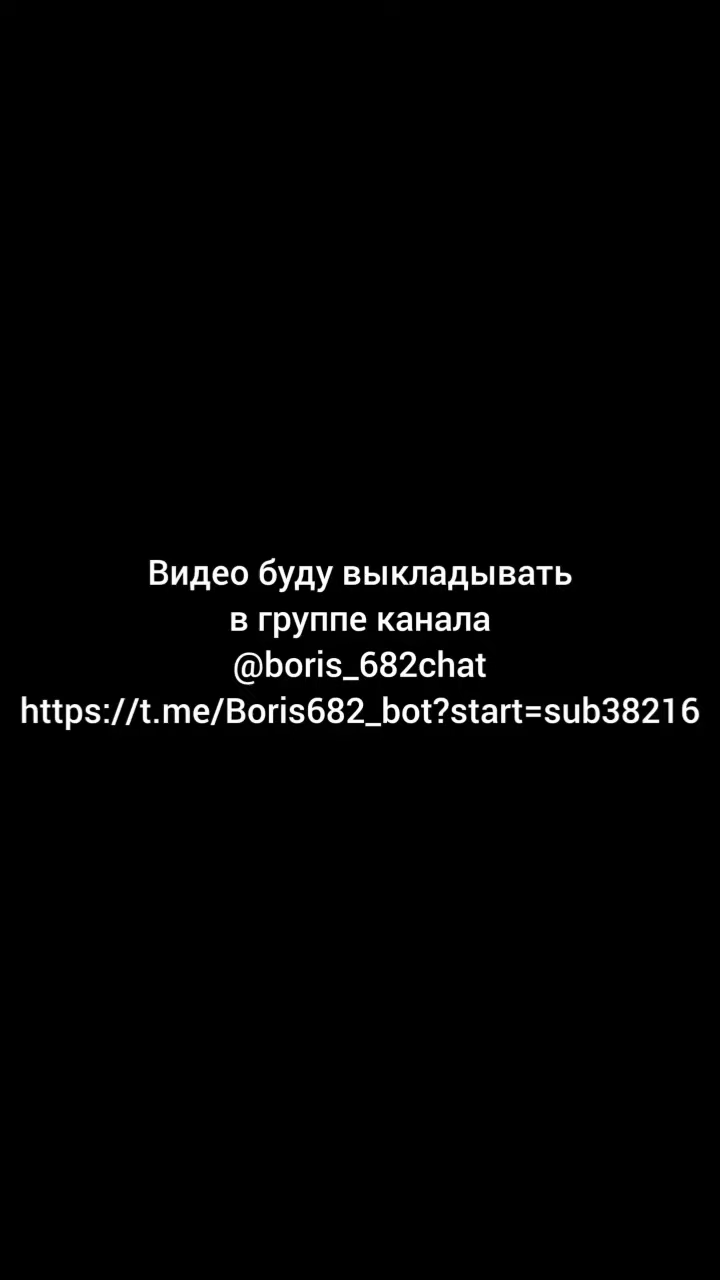 Видео буду выкладывать
в группе канала
@boris_682chat
https://t.me/Boris682_bot?start=sub38216